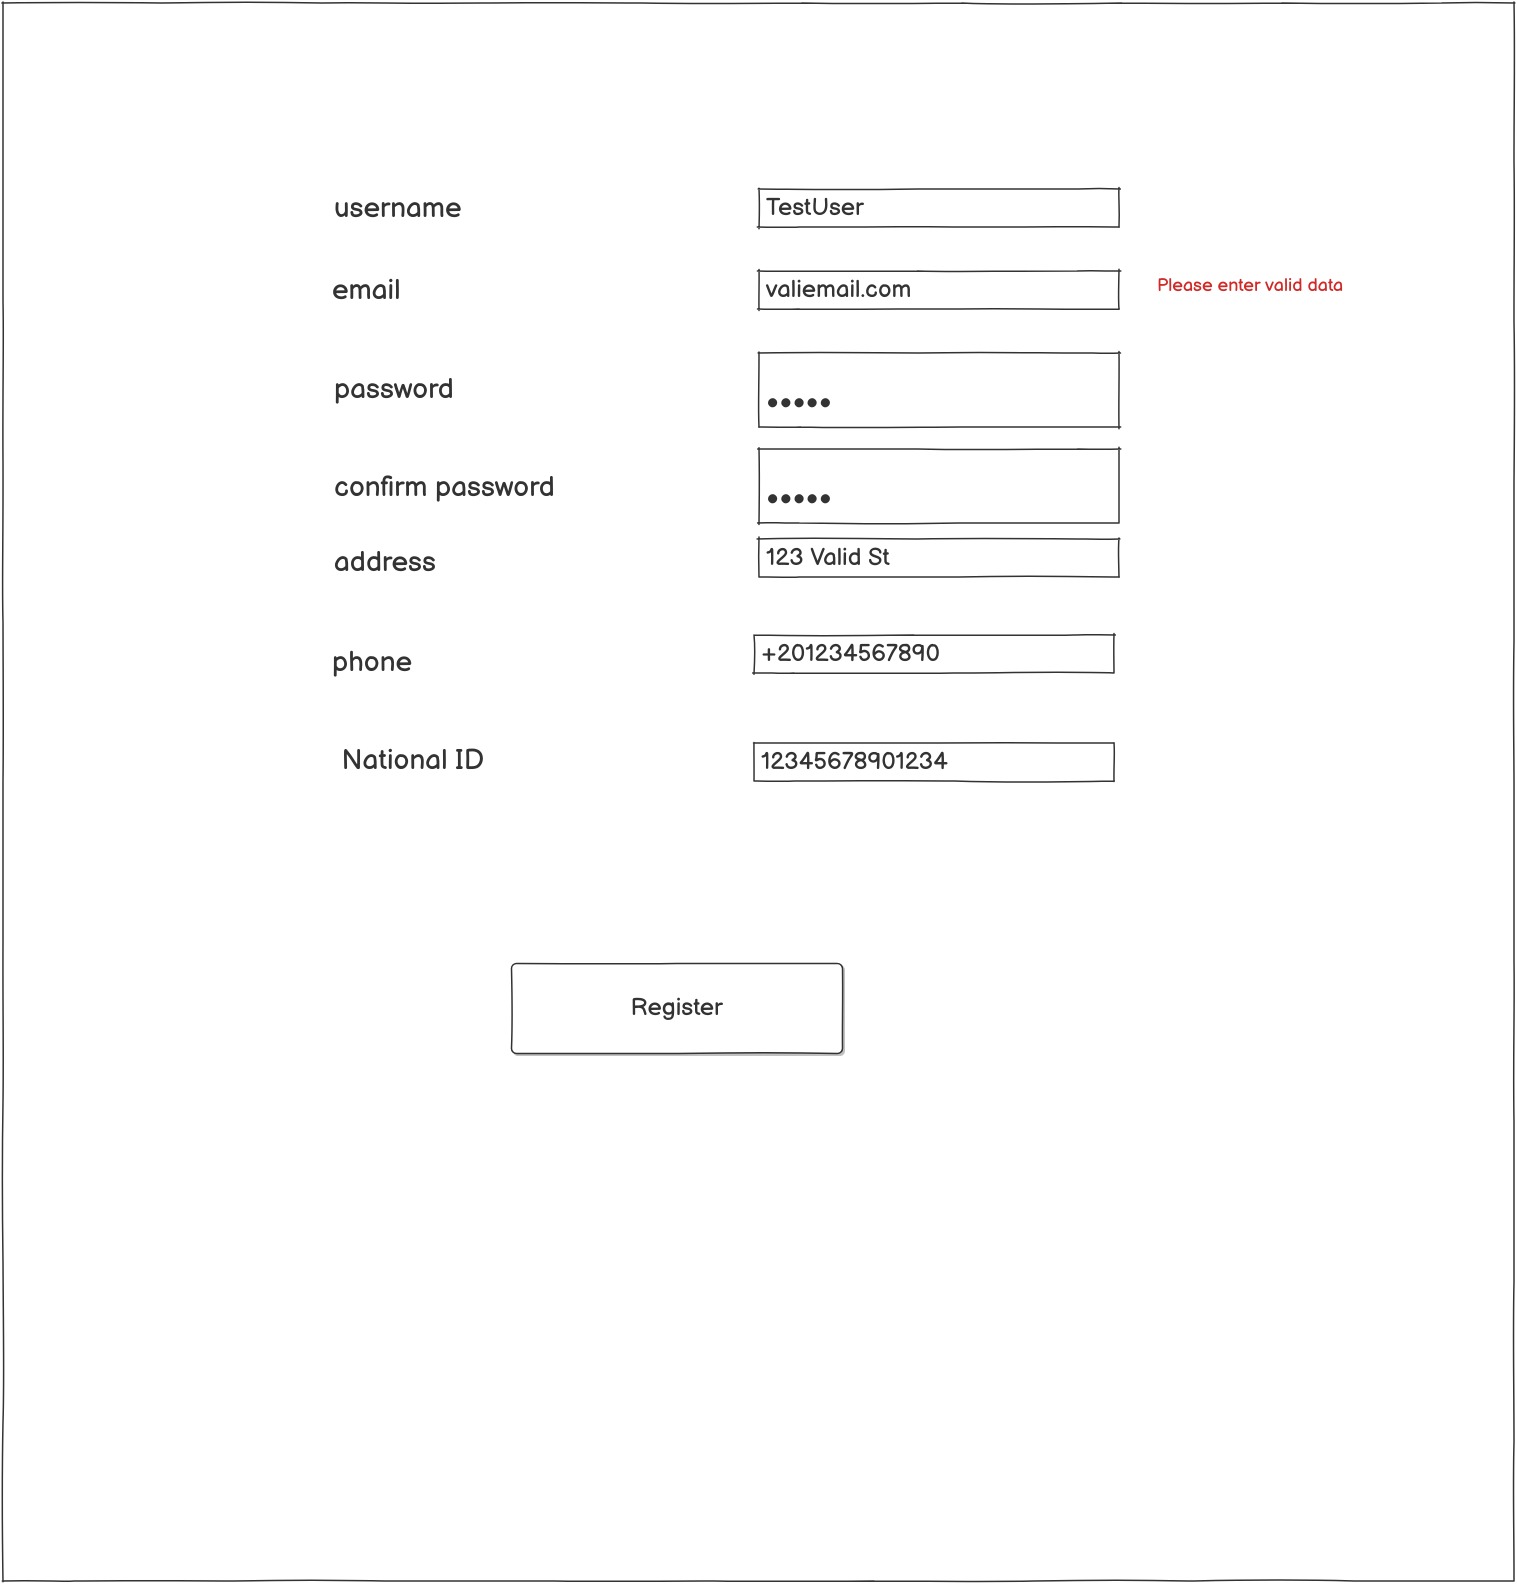 username
TestUser
email
valiemail.com
Please enter valid data
password
•••••
confirm password
•••••
address
123 Valid St
phone
+201234567890
National ID
12345678901234
Register